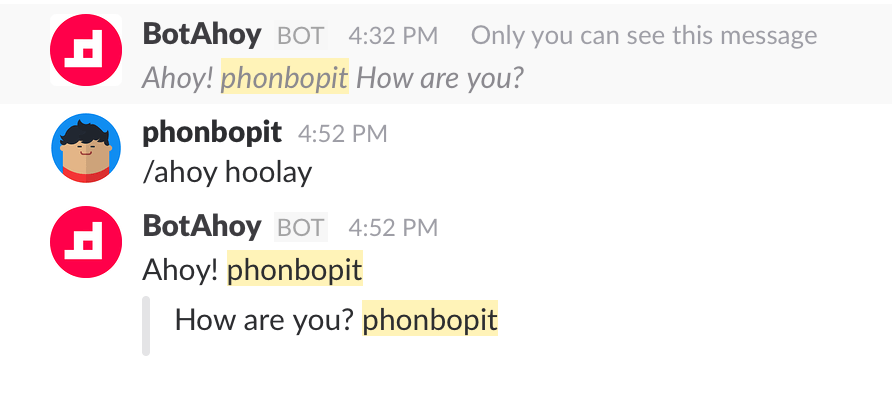 BotAhoy BOT 4:32 PM Only you can see this message
Ahoy! phonbopit How are you?
phonbopit 4:52 PM
/ahoy hoolay
BotAhoy BOT 4:52 PM
Ahoy! phonbopit
How are you? phonbopit